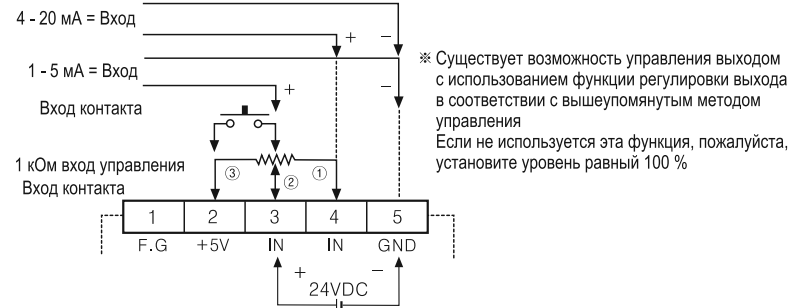 4 - 20 мА = Вход
+
−
1 - 5 мА = Вход
+
−
Вход контакта
1 кОм вход управления
Вход контакта
③
②
①
1 2 3 4 5
F.G +5V IN IN GND
+
−
24VDC
※ Существует возможность управления выходом
с использованием функции регулировки выхода
в соответствии с вышеупомянутым методом
управления
Если не используется эта функция, пожалуйста,
установите уровень равный 100 %